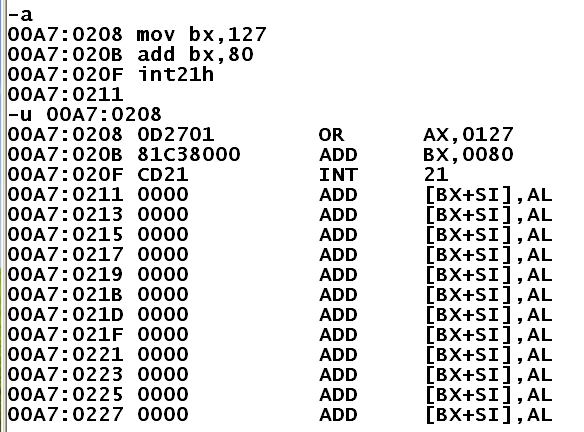 -a
00A7:0208 mov bx,127
00A7:020B add bx,80
00A7:020F int21h
00A7:0211
-u 00A7:0208
00A7:0208 0D2701 OR AX,0127
00A7:020B 81C38000 ADD BX,0080
00A7:020F CD21 INT 21
00A7:0211 0000 ADD [BX+SI],AL
00A7:0213 0000 ADD [BX+SI],AL
00A7:0215 0000 ADD [BX+SI],AL
00A7:0217 0000 ADD [BX+SI],AL
00A7:0219 0000 ADD [BX+SI],AL
00A7:021B 0000 ADD [BX+SI],AL
00A7:021D 0000 ADD [BX+SI],AL
00A7:021F 0000 ADD [BX+SI],AL
00A7:0221 0000 ADD [BX+SI],AL
00A7:0223 0000 ADD [BX+SI],AL
00A7:0225 0000 ADD [BX+SI],AL
00A7:0227 0000 ADD [BX+SI],AL